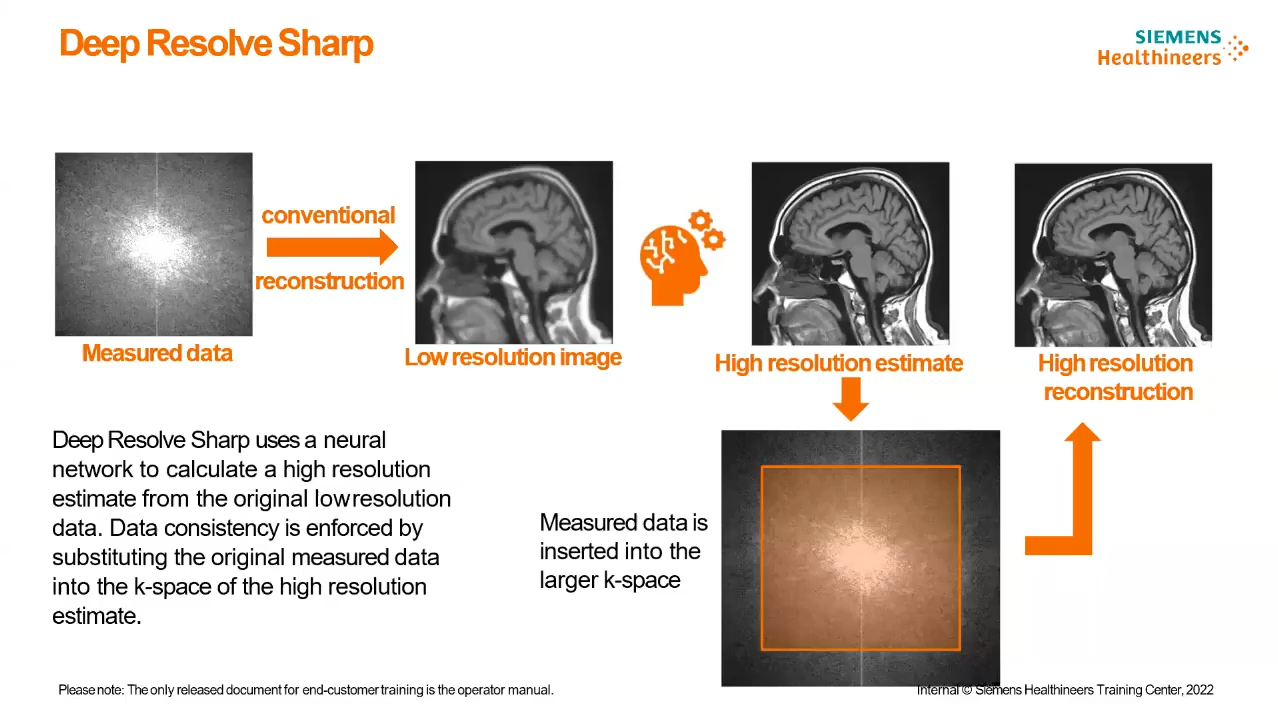 Deep Resolve Sharp
SIEMENS
Healthineers
conventional
reconstruction
Measured data
Low resolution image
High resolution estimate
High resolution
reconstruction
Deep Resolve Sharp uses a neural
network to calculate a high resolution
estimate from the original low resolution
data. Data consistency is enforced by
substituting the original measured data
into the k-space of the high resolution
estimate.
Measured data is
inserted into the
larger k-space
Please note: The only released document for end-customer training is the operator manual.
Internal © Siemens Healthineers Training Center, 2022